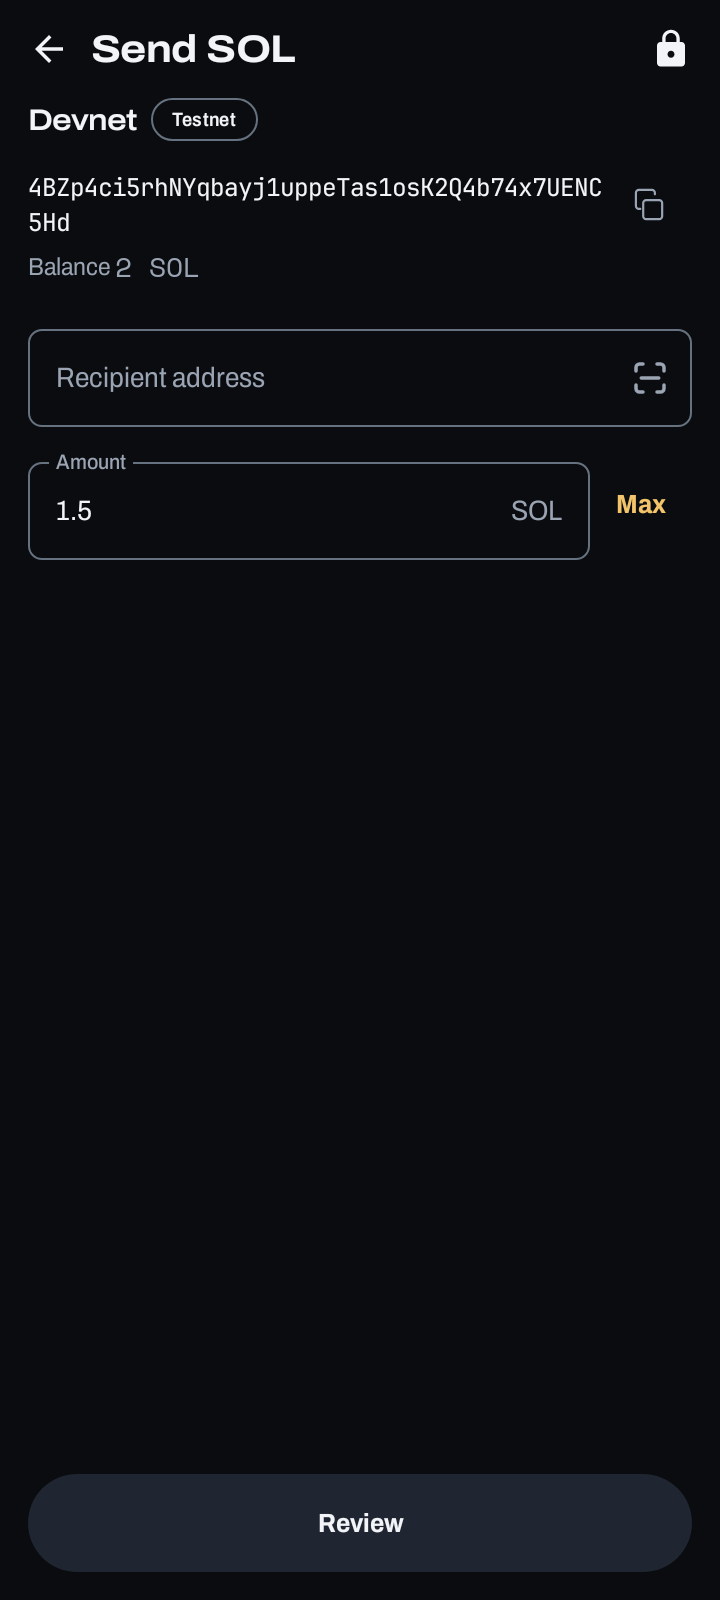 Send SOL
Devnet Testnet
4BZp4ci5rhNYqbayj1uppeTas1osK2Q4b74x7UENC
5Hd
Balance 2 SOL
Recipient address
Amount
1.5 SOL Max
Review